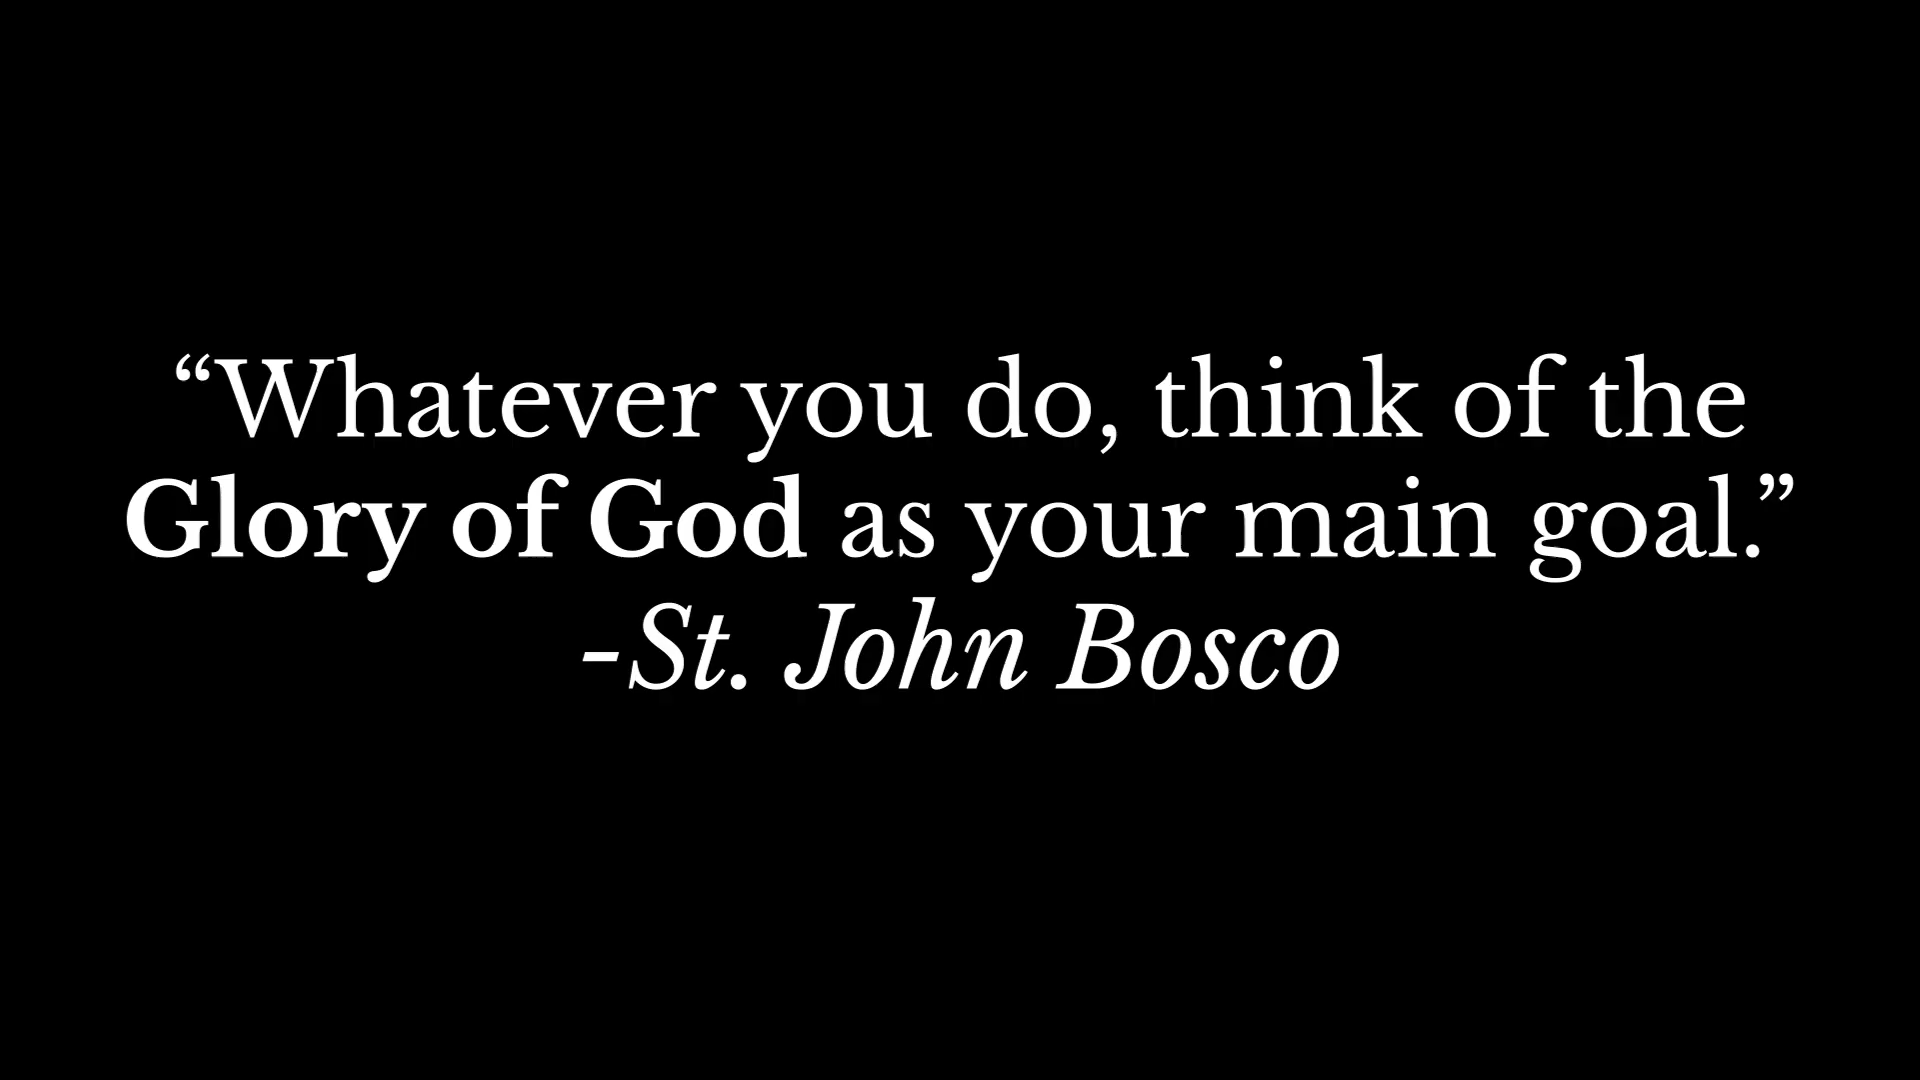 “Whatever you do, think of the
Glory of God as your main goal.”
-St. John Bosco